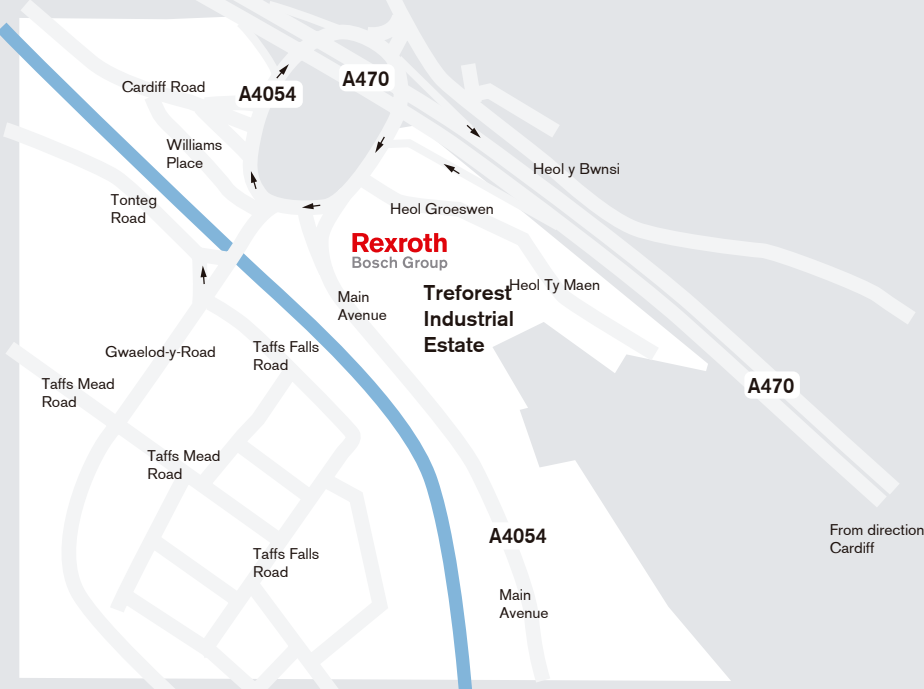 Cardiff Road
A4054
A470
Williams
Place
Heol y Bwnsi
Tonteg
Road
Heol Groeswen
Rexroth
Bosch Group
Treforest
Industrial
Estate
Heol Ty Maen
Main
Avenue
Gwaelod-y-Road
Taffs Falls
Road
Taffs Mead
Road
A470
Taffs Mead
Road
A4054
From direction
Cardiff
Taffs Falls
Road
Main
Avenue